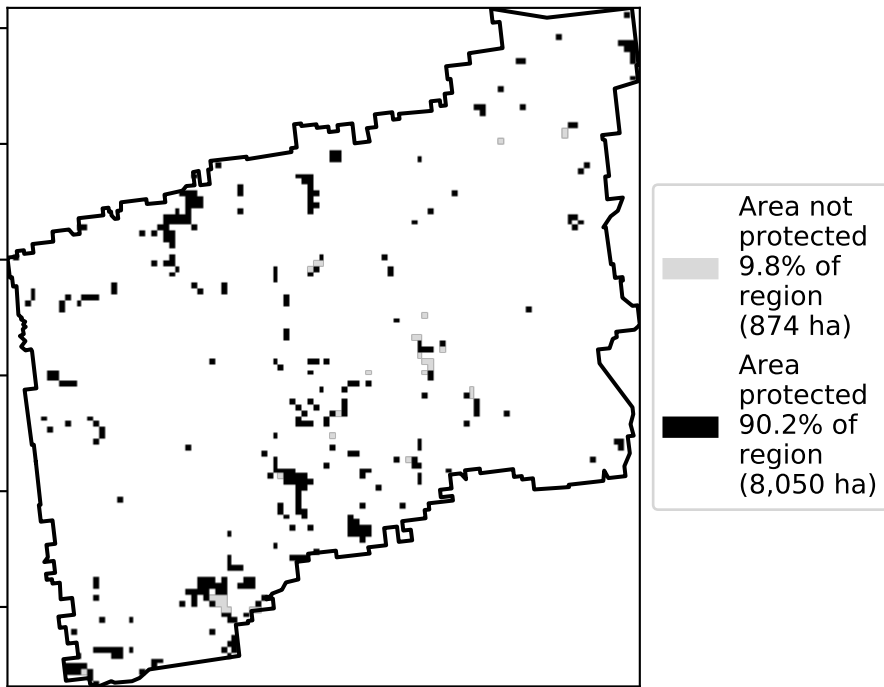 Area not
protected
9.8% of
region
(874 ha)
Area
protected
90.2% of
region
(8,050 ha)